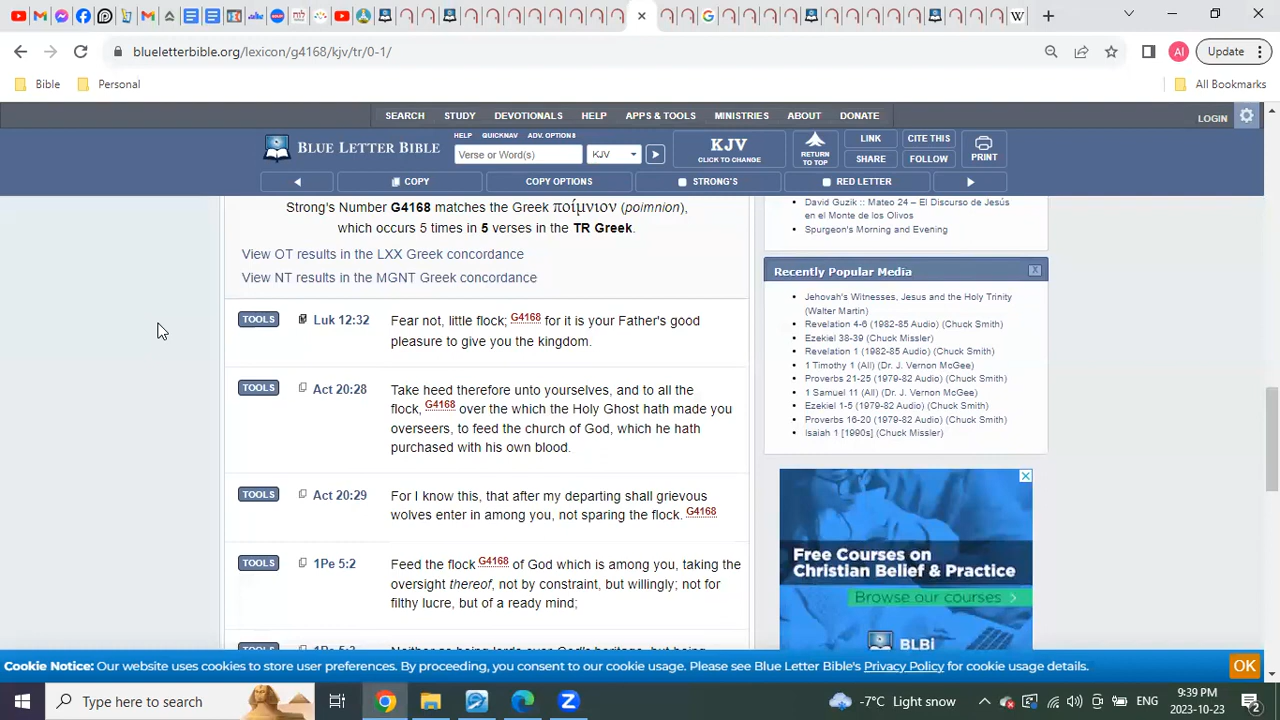 blueletterbible.org/lexicon/g4168/kjv/tr/0-1/
AI
Update
Bible
Personal
All Bookmarks
SEARCH STUDY DEVOTIONALS HELP APPS & TOOLS MINISTRIES ABOUT DONATE
LOGIN
BLUE LETTER BIBLE
HELP QUICKNAV ADV. OPTIONS
Verse or Word(s)
KJV
KJV
CLICK TO CHANGE
RETURN
TO TOP
LINK
CITE THIS
SHARE
FOLLOW
PRINT
COPY
COPY OPTIONS
STRONG'S
RED LETTER
Strong's Number G4168 matches the Greek ποίμνιον (poimnion),
which occurs 5 times in 5 verses in the TR Greek.
View OT results in the LXX Greek concordance
View NT results in the MGNT Greek concordance
TOOLS Luk 12:32 Fear not, little flock; G4168 for it is your Father's good
pleasure to give you the kingdom.
TOOLS Act 20:28 Take heed therefore unto yourselves, and to all the
flock, G4168 over the which the Holy Ghost hath made you
overseers, to feed the church of God, which he hath
purchased with his own blood.
TOOLS Act 20:29 For I know this, that after my departing shall grievous
wolves enter in among you, not sparing the flock. G4168
TOOLS 1Pe 5:2 Feed the flock G4168 of God which is among you, taking the
oversight thereof, not by constraint, but willingly; not for
filthy lucre, but of a ready mind;
David Guzik :: Mateo 24 – El Discurso de Jesús
en el Monte de los Olivos
Spurgeon's Morning and Evening
Recently Popular Media
Jehovah's Witnesses, Jesus and the Holy Trinity
(Walter Martin)
Revelation 4-6 (1982-85 Audio) (Chuck Smith)
Ezekiel 38-39 (Chuck Missler)
Revelation 1 (1982-85 Audio) (Chuck Smith)
1 Timothy 1 (All) (Dr. J. Vernon McGee)
Proverbs 21-25 (1979-82 Audio) (Chuck Smith)
1 Samuel 11 (All) (Dr. J. Vernon McGee)
Ezekiel 1-5 (1979-82 Audio) (Chuck Smith)
Proverbs 16-20 (1979-82 Audio) (Chuck Smith)
Isaiah 1 [1990s] (Chuck Missler)
Free Courses on
Christian Belief & Practice
Browse our courses
BLBi
Cookie Notice: Our website uses cookies to store user preferences. By proceeding, you consent to our cookie usage. Please see Blue Letter Bible's Privacy Policy for cookie usage details.
OK
Type here to search
-7°C Light snow
ENG
9:39 PM
2023-10-23
2